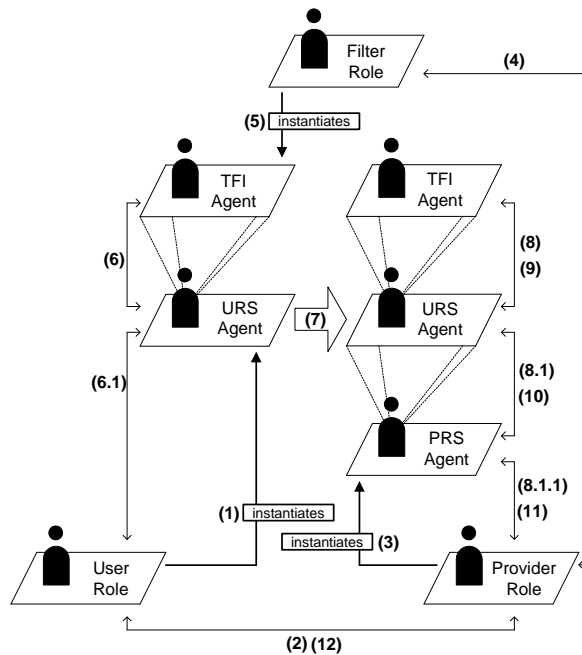 Filter
Role
(4)
(5) instantiates
TFI
Agent
TFI
Agent
(6)
(8)
(9)
URS
Agent
(7)
URS
Agent
(6.1)
(8.1)
(10)
PRS
Agent
(8.1.1)
(11)
(1) instantiates
instantiates (3)
User
Role
Provider
Role
(2) (12)